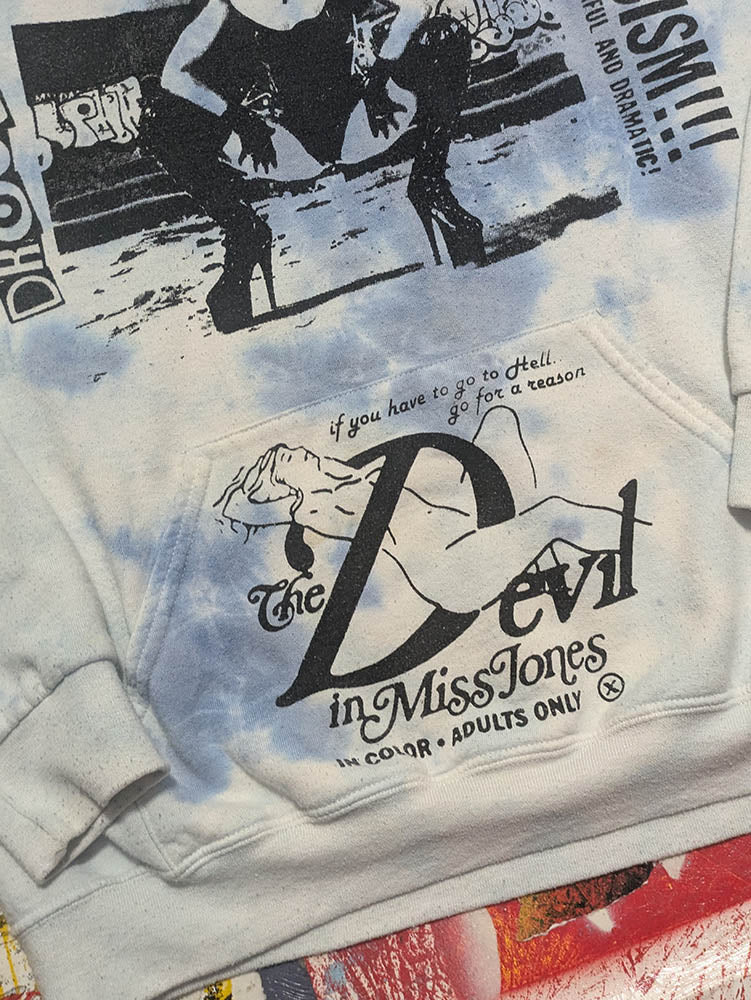 FUL AND DRAMATIC!
if you have to go to Hell..
go for a reason
The Devil
in Miss Jones
IN COLOR • ADULTS ONLY X